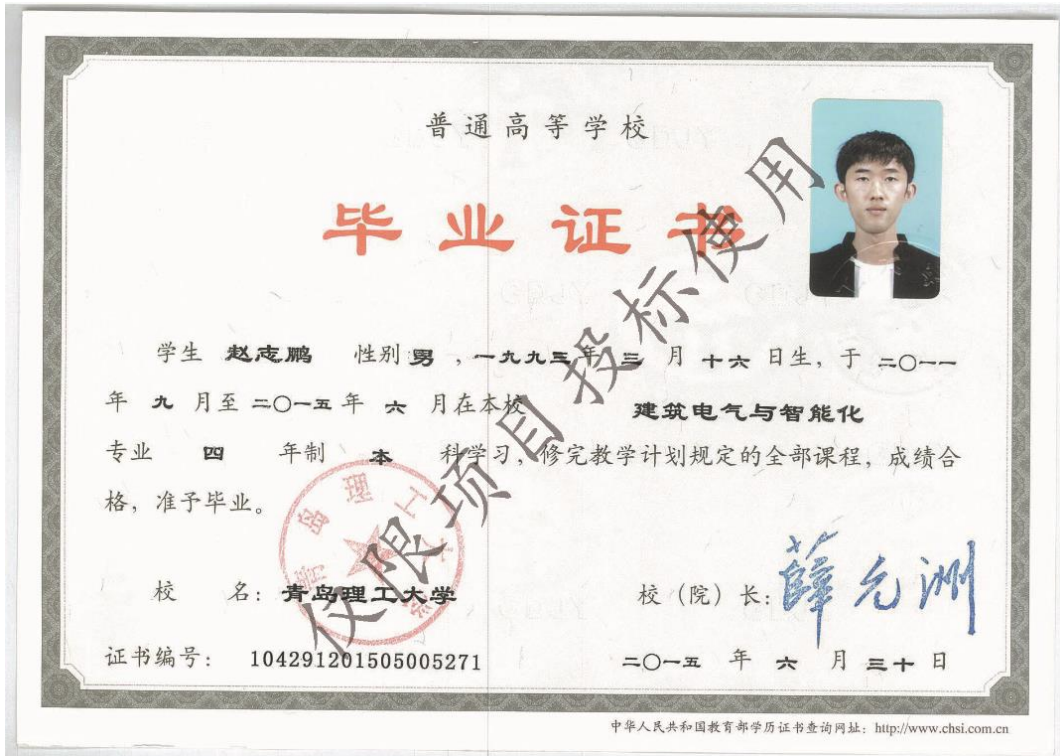 普通高等学校
毕业证书
学生 赵志鹏 性别 男 ，一九九三年 三 月 十六 日生，于 二〇一一
年 九 月至 二〇一五 年 六 月在本校 建筑电气与智能化
专业 四 年制 本 科学习，修完教学计划规定的全部课程，成绩合
格，准予毕业。
校 名：青岛理工大学 校（院）长：薛允洲
证书编号： 104291201505005271 二〇一五 年 六 月 三十 日
中华人民共和国教育部学历证书查询网址：http://www.chsi.com.cn
仅限项目投标使用
青岛理工大学